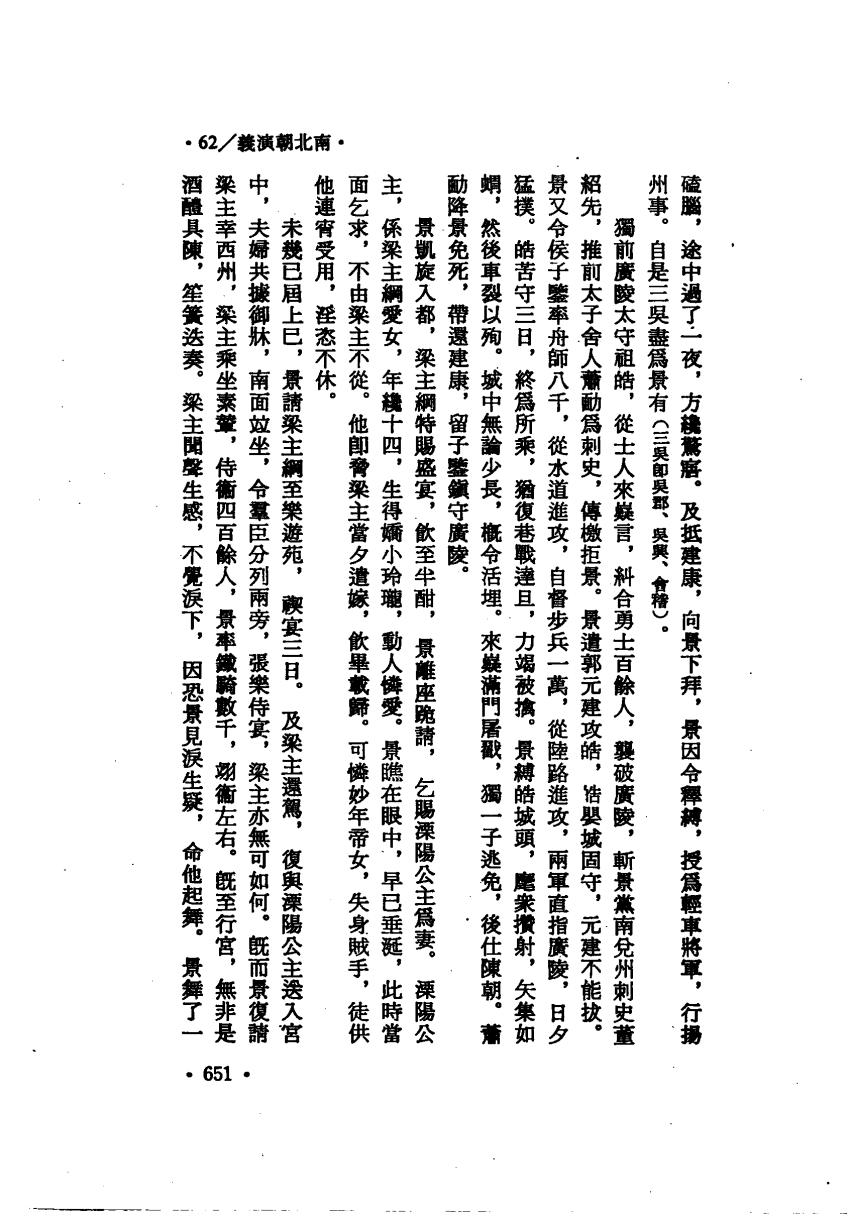 •62／義演朝北南•
磕腦，途中過了一夜，方纔驚寤。及抵建康，向景下拜，景因令釋縛，授爲輕車將軍，行揚
州事。自是三吳盡爲景有（三吳卽吳郡、吳興、會稽）。
獨前廣陵太守祖皓，從士人來嶷言，糾合勇士百餘人，襲破廣陵，斬景黨南兗州刺史董
紹先，推前太子舍人蕭勔爲刺史，傳檄拒景。景遣郭元建攻皓，皓嬰城固守，元建不能拔。
景又令侯子鑒率舟師八千，從水道進攻，自督步兵一萬，從陸路進攻，兩軍直指廣陵，日夕
猛撲。皓苦守三日，終爲所乘，猶復巷戰達旦，力竭被擒。景縛皓城頭，麾衆攢射，矢集如
蝟，然後車裂以殉。城中無論少長，概令活埋。來嶷滿門屠戳，獨一子逃免，後仕陳朝。蕭
勔降景免死，帶還建康，留子鑒鎭守廣陵。
景凱旋入都，梁主綱特賜盛宴，飮至半酣，景離座跪請，乞賜溧陽公主爲妻。溧陽公
主，係梁主綱愛女，年纔十四，生得嬌小玲瓏，動人憐愛。景瞧在眼中，早已垂涎，此時當
面乞求，不由梁主不從。他卽脅梁主當夕遣嫁，飮畢載歸。可憐妙年帝女，失身賊手，徒供
他連宵受用，淫恣不休。
未幾已屆上巳，景請梁主綱至樂遊苑，禊宴三日。及梁主還駕，復與溧陽公主送入宮
中，夫婦共據御牀，南面竝坐，令羣臣分列兩旁，張樂侍宴，梁主亦無可如何。旣而景復請
梁主幸西州，梁主乘坐素輦，侍衞四百餘人，景率鐵騎數千，翊衞左右。旣至行宮，無非是
酒醴具陳，笙簧迭奏。梁主聞聲生感，不覺淚下，因恐景見淚生疑，命他起舞。景舞了一
•651•